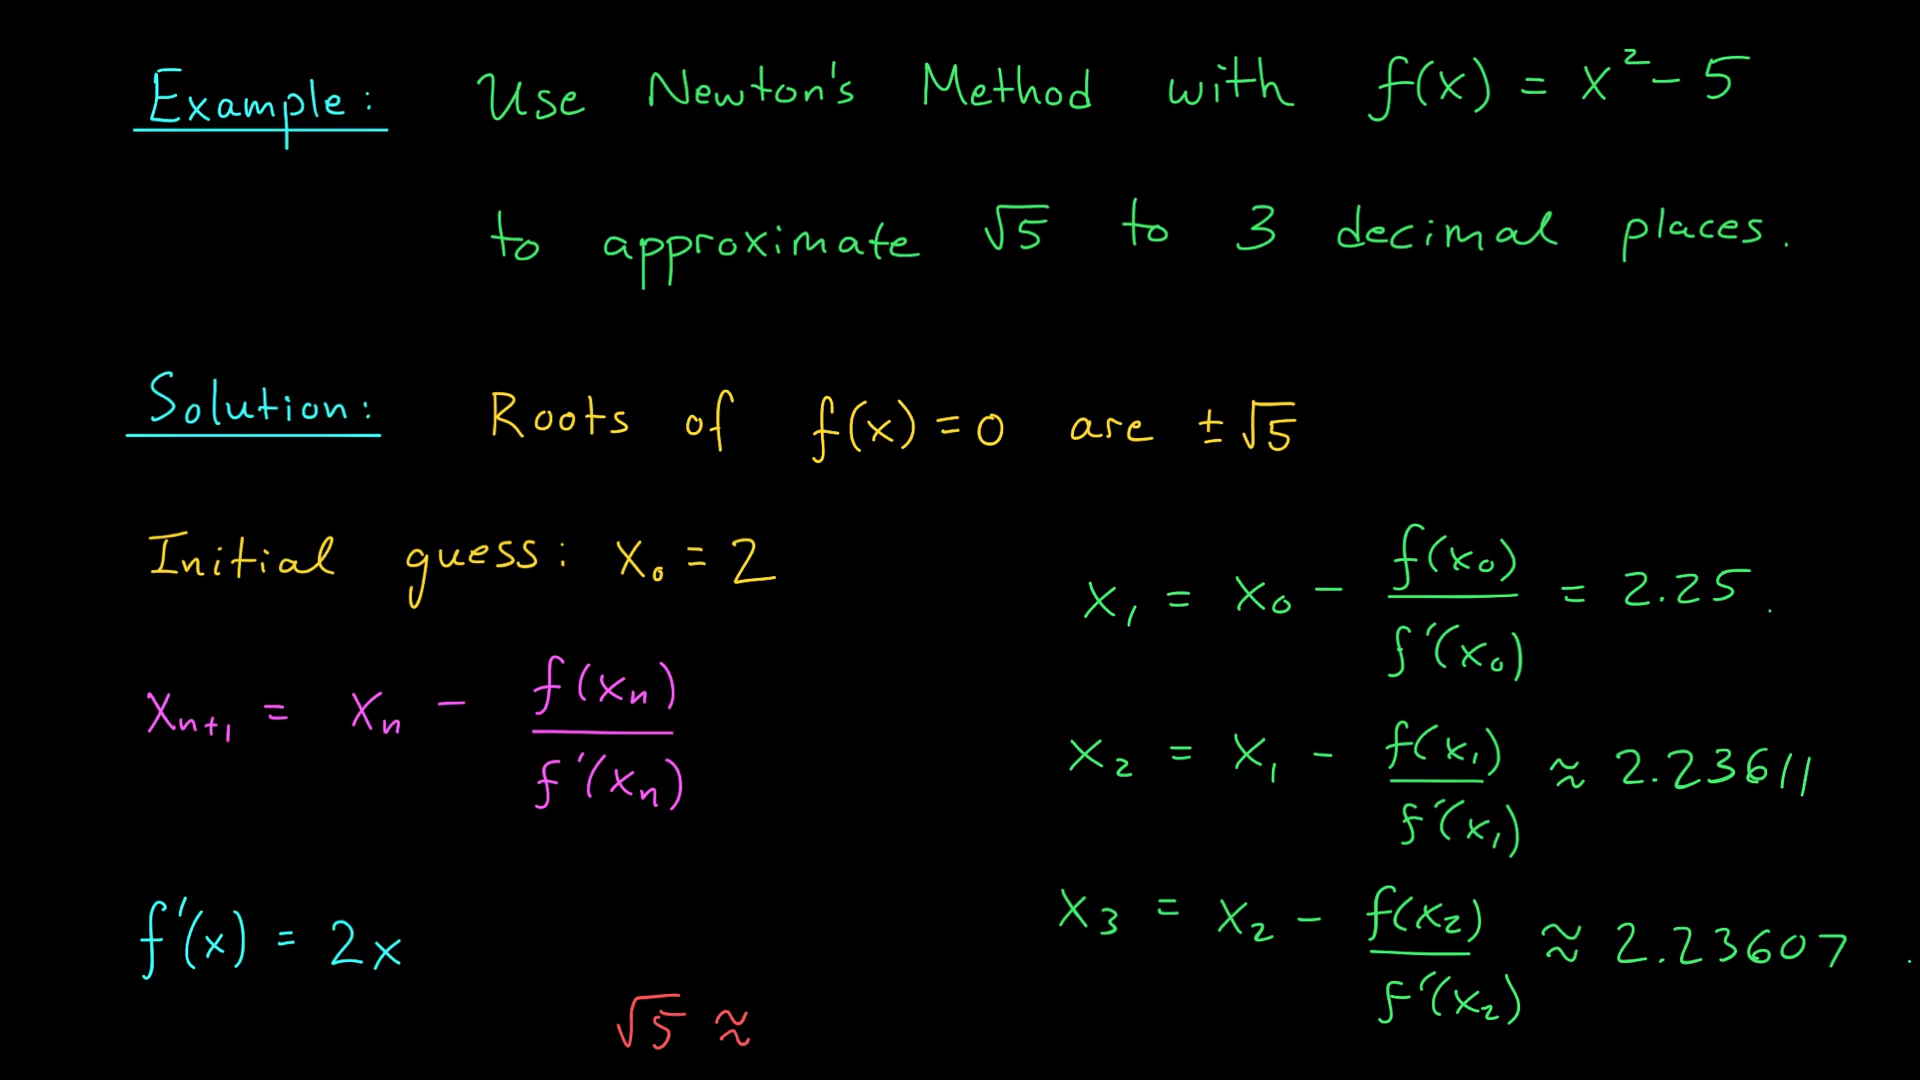 Example: Use Newton's Method with f(x) = x² - 5
to approximate √5 to 3 decimal places.
Solution: Roots of f(x) = 0 are ±√5
Initial guess: x₀ = 2
xₙ₊₁ = xₙ - f(xₙ)/f'(xₙ)
f'(x) = 2x
x₁ = x₀ - f(x₀)/f'(x₀) = 2.25.
x₂ = x₁ - f(x₁)/f'(x₁) ≈ 2.23611
x₃ = x₂ - f(x₂)/f'(x₂) ≈ 2.23607.
√5 ≈